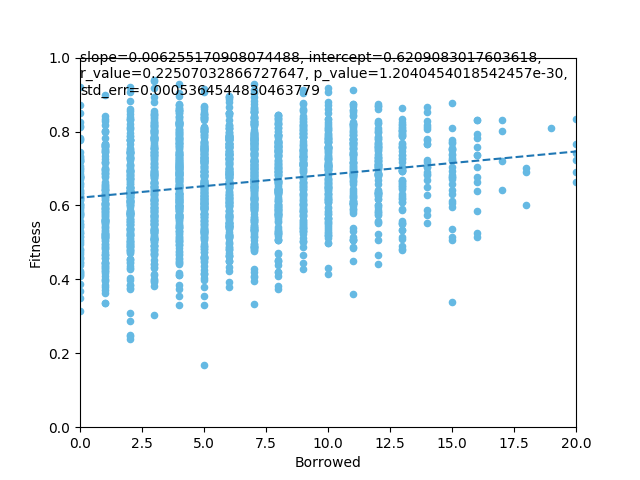 slope=0.006255170908074488, intercept=0.6209083017603618,
r_value=0.22507032866727647, p_value=1.2040454018542457e-30,
std_err=0.0005364544830463779
1.0
0.8
0.6
0.4
0.2
0.0
Fitness
0.0 2.5 5.0 7.5 10.0 12.5 15.0 17.5 20.0
Borrowed